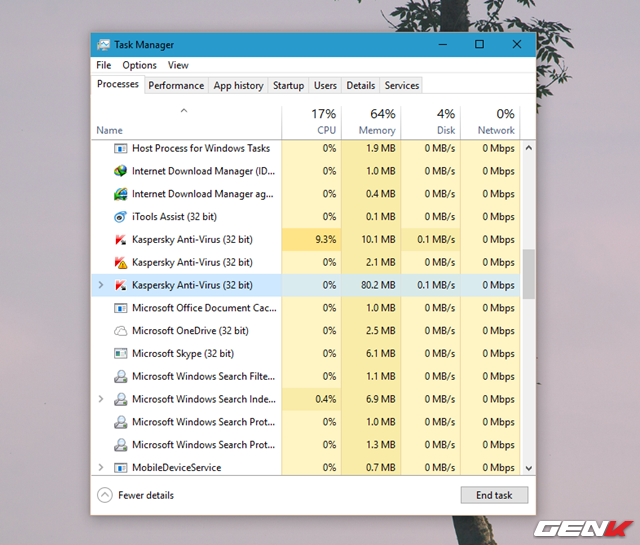 Task Manager
File Options View
Processes Performance App history Startup Users Details Services
17% 64% 4% 0%
Name CPU Memory Disk Network
Host Process for Windows Tasks 0% 1.9 MB 0 MB/s 0 Mbps
Internet Download Manager (ID... 0% 1.0 MB 0 MB/s 0 Mbps
Internet Download Manager ag... 0% 0.4 MB 0 MB/s 0 Mbps
iTools Assist (32 bit) 0% 0.1 MB 0 MB/s 0 Mbps
Kaspersky Anti-Virus (32 bit) 9.3% 10.1 MB 0.1 MB/s 0 Mbps
Kaspersky Anti-Virus (32 bit) 0% 2.1 MB 0 MB/s 0 Mbps
Kaspersky Anti-Virus (32 bit) 0% 80.2 MB 0.1 MB/s 0 Mbps
Microsoft Office Document Cac... 0% 1.0 MB 0 MB/s 0 Mbps
Microsoft OneDrive (32 bit) 0% 2.5 MB 0 MB/s 0 Mbps
Microsoft Skype (32 bit) 0% 6.1 MB 0 MB/s 0 Mbps
Microsoft Windows Search Filte... 0% 1.1 MB 0 MB/s 0 Mbps
Microsoft Windows Search Inde... 0.4% 6.9 MB 0 MB/s 0 Mbps
Microsoft Windows Search Prot... 0% 1.0 MB 0 MB/s 0 Mbps
Microsoft Windows Search Prot... 0% 1.3 MB 0 MB/s 0 Mbps
MobileDeviceService 0% 0.7 MB 0 MB/s 0 Mbps
Fewer details End task
GENK